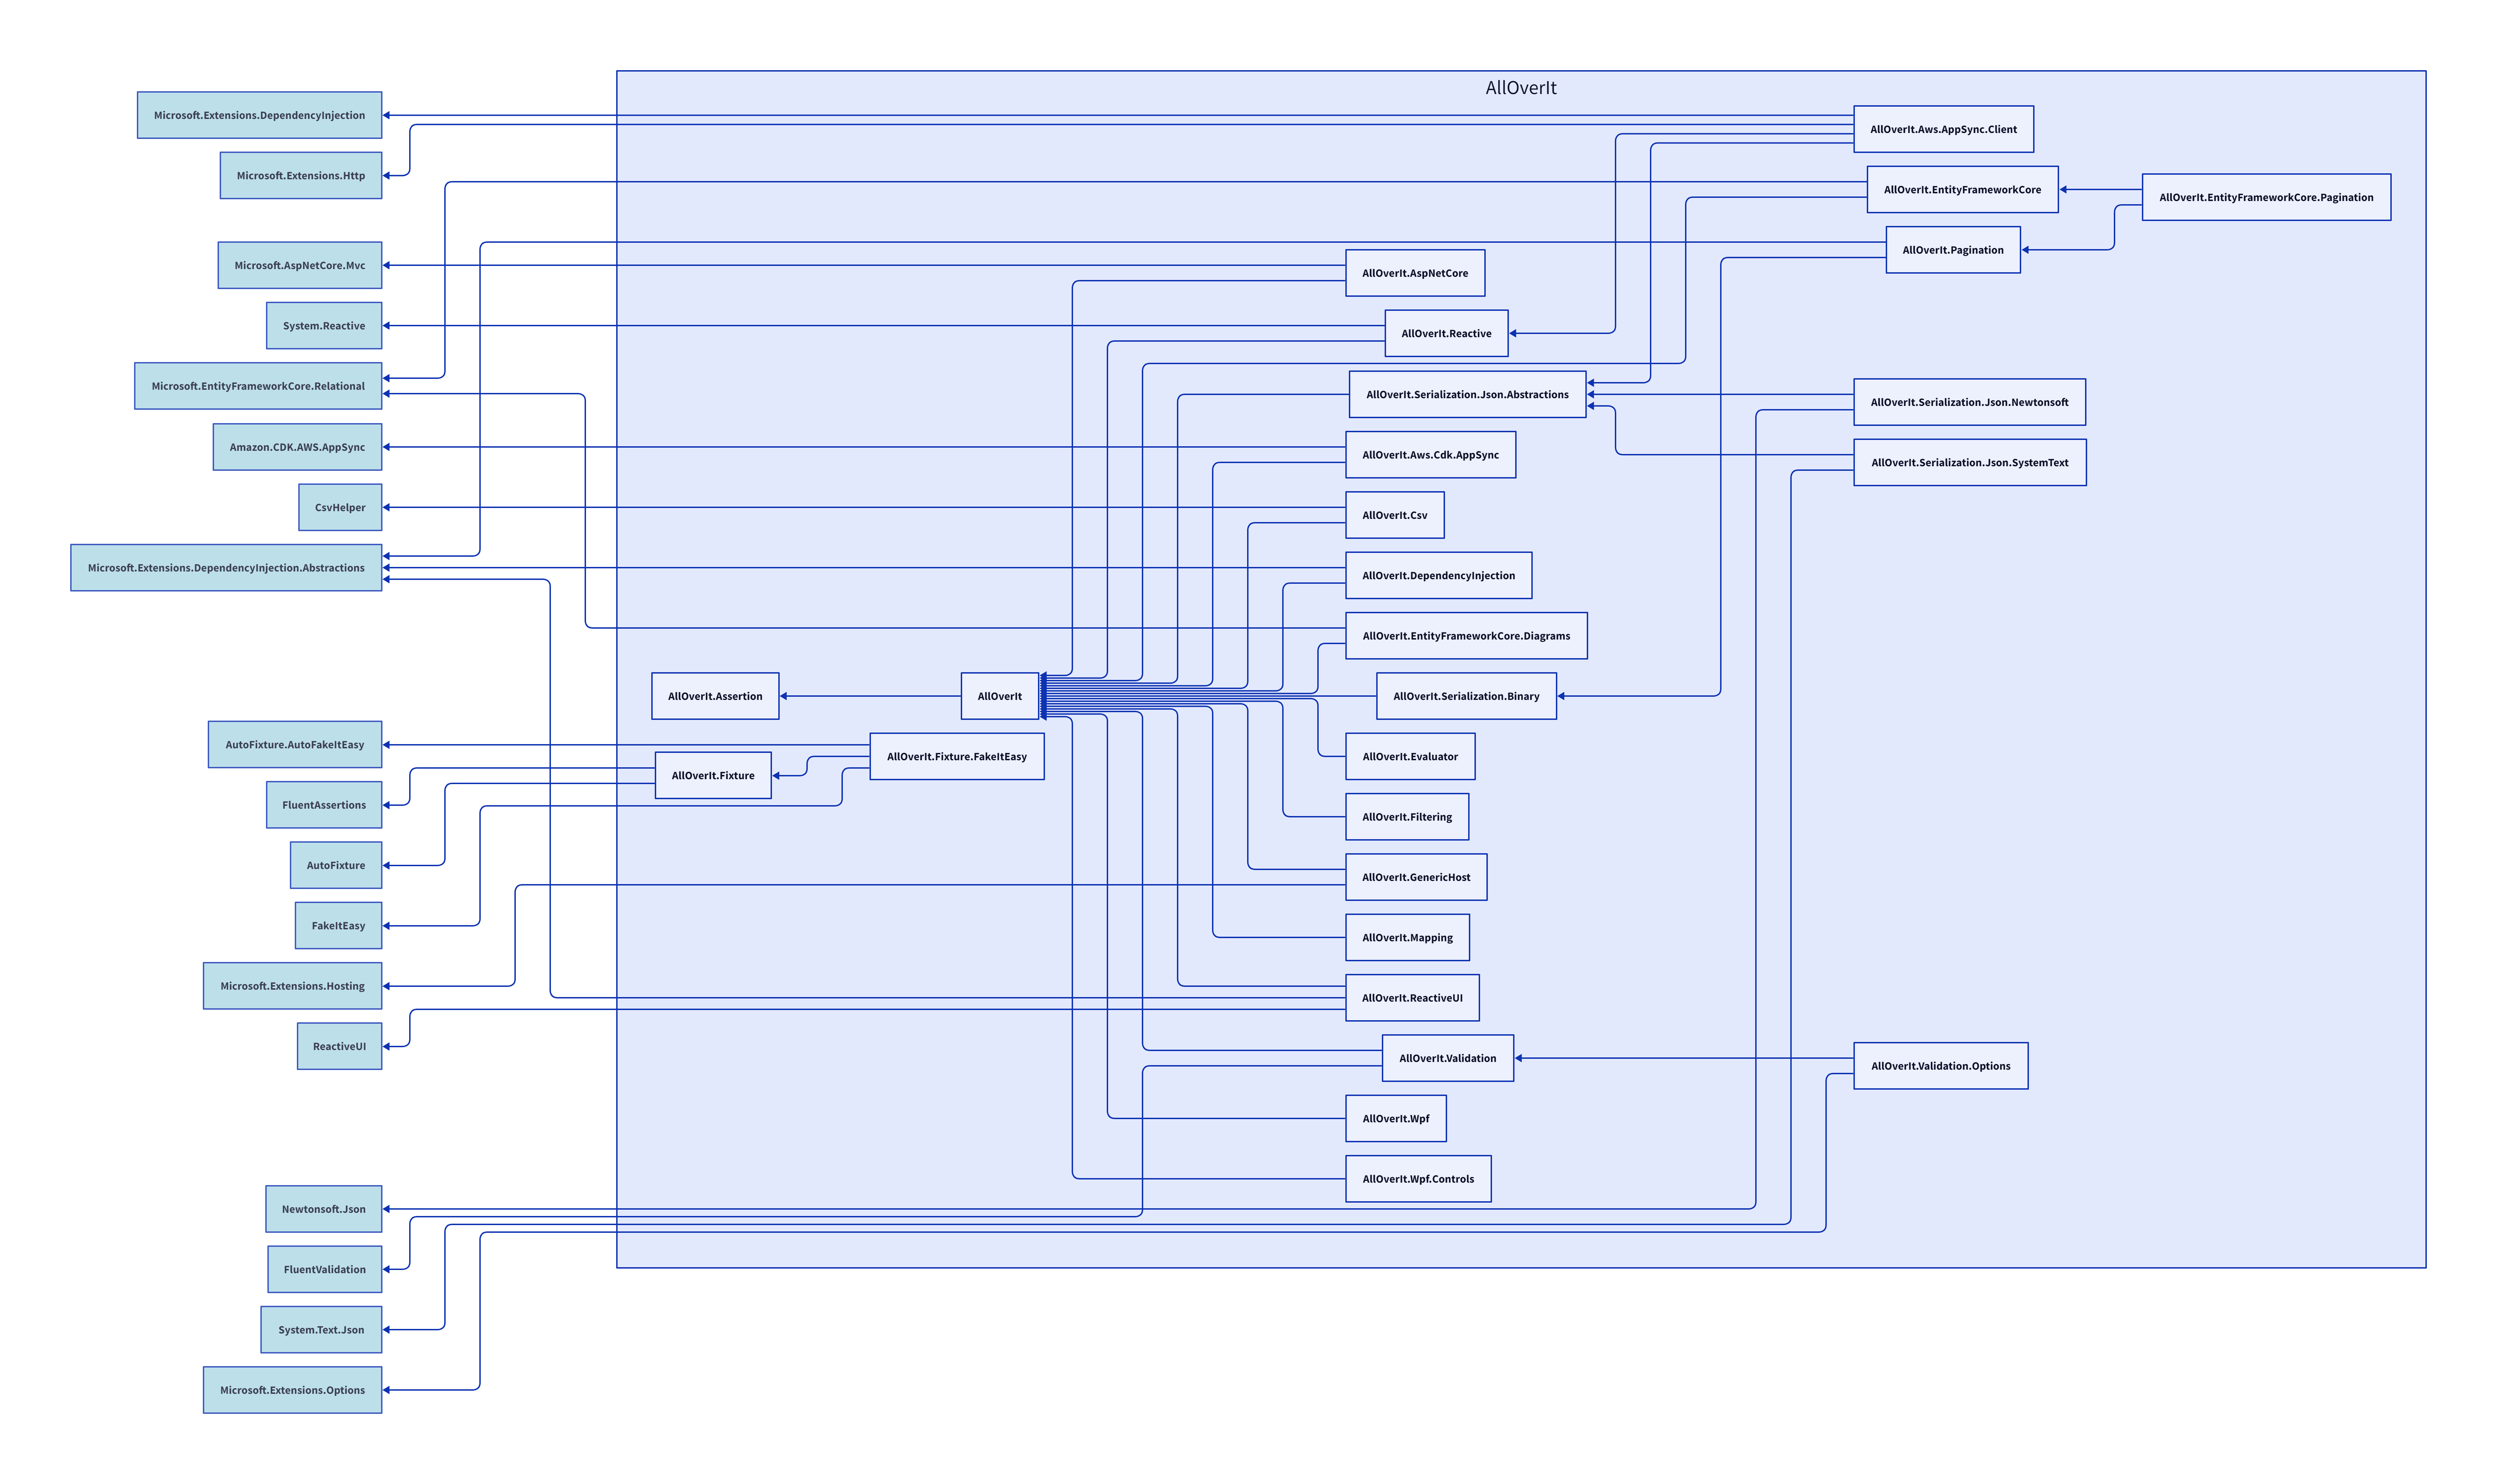 AllOverIt
Microsoft.Extensions.DependencyInjection
Microsoft.Extensions.Http
Microsoft.AspNetCore.Mvc
System.Reactive
Microsoft.EntityFrameworkCore.Relational
Amazon.CDK.AWS.AppSync
CsvHelper
Microsoft.Extensions.DependencyInjection.Abstractions
AutoFixture.AutoFakeItEasy
FluentAssertions
AutoFixture
FakeItEasy
Microsoft.Extensions.Hosting
ReactiveUI
Newtonsoft.Json
FluentValidation
System.Text.Json
Microsoft.Extensions.Options
AllOverIt.Assertion
AllOverIt.Fixture
AllOverIt
AllOverIt.Fixture.FakeItEasy
AllOverIt.AspNetCore
AllOverIt.Reactive
AllOverIt.Serialization.Json.Abstractions
AllOverIt.Aws.Cdk.AppSync
AllOverIt.Csv
AllOverIt.DependencyInjection
AllOverIt.EntityFrameworkCore.Diagrams
AllOverIt.Serialization.Binary
AllOverIt.Evaluator
AllOverIt.Filtering
AllOverIt.GenericHost
AllOverIt.Mapping
AllOverIt.ReactiveUI
AllOverIt.Validation
AllOverIt.Wpf
AllOverIt.Wpf.Controls
AllOverIt.Aws.AppSync.Client
AllOverIt.EntityFrameworkCore
AllOverIt.Pagination
AllOverIt.Serialization.Json.Newtonsoft
AllOverIt.Serialization.Json.SystemText
AllOverIt.Validation.Options
AllOverIt.EntityFrameworkCore.Pagination